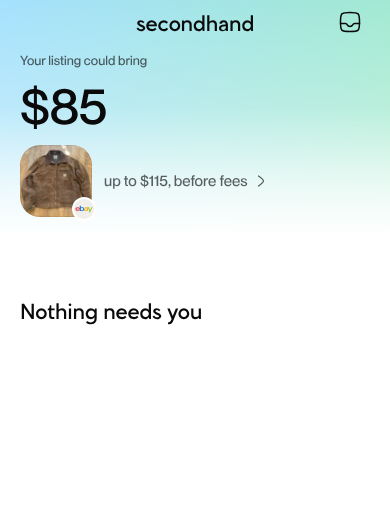 secondhand
Your listing could bring
$85
ebay
up to $115, before fees
Nothing needs you